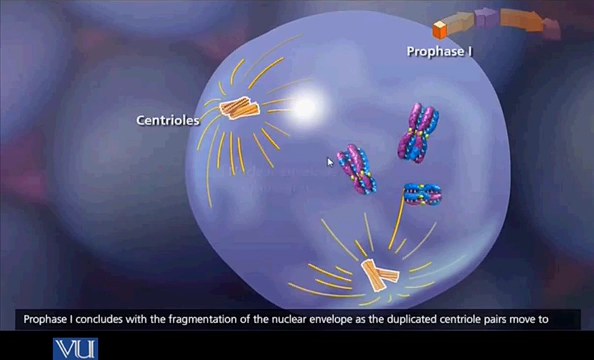 Prophase I
Centrioles
Prophase I concludes with the fragmentation of the nuclear envelope as the duplicated centriole pairs move to
VU